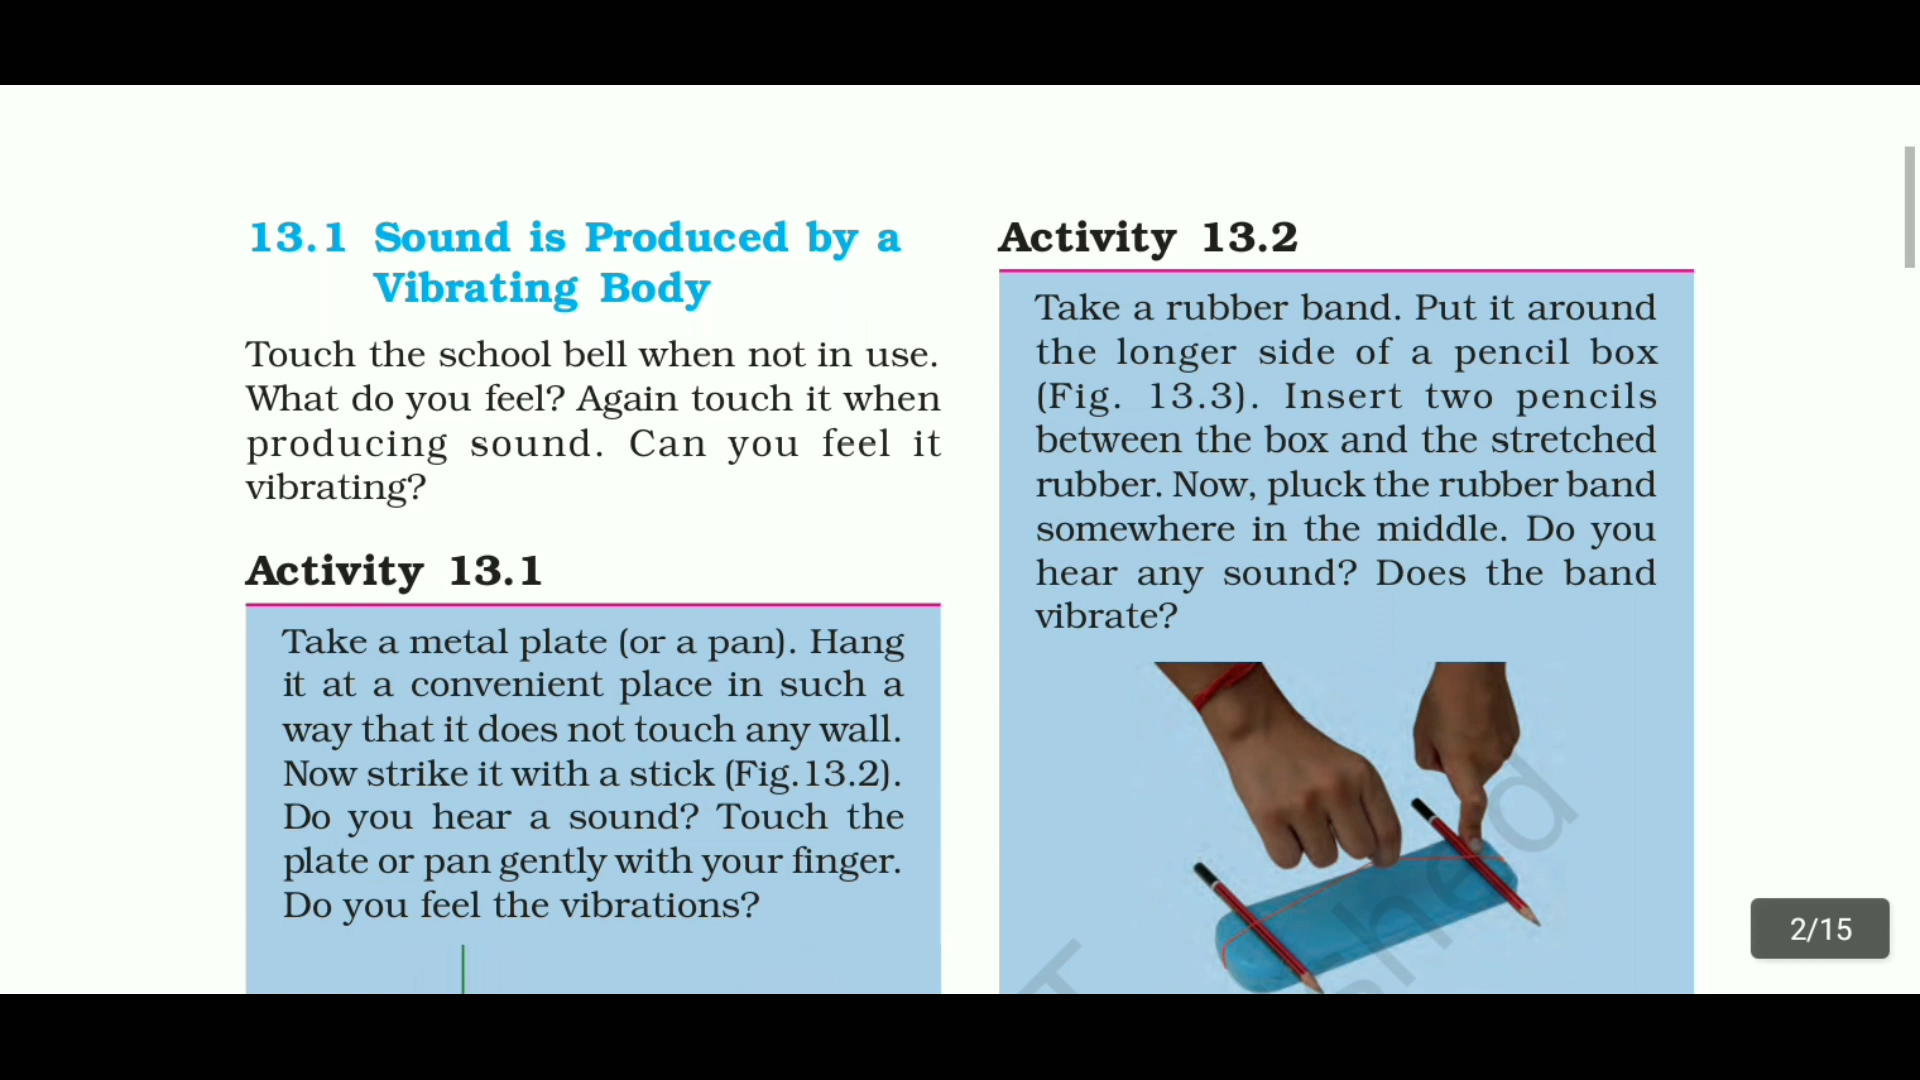 13.1 Sound is Produced by a
Vibrating Body
Touch the school bell when not in use.
What do you feel? Again touch it when
producing sound. Can you feel it
vibrating?
Activity 13.1
Take a metal plate (or a pan). Hang
it at a convenient place in such a
way that it does not touch any wall.
Now strike it with a stick (Fig.13.2).
Do you hear a sound? Touch the
plate or pan gently with your finger.
Do you feel the vibrations?
Activity 13.2
Take a rubber band. Put it around
the longer side of a pencil box
(Fig. 13.3). Insert two pencils
between the box and the stretched
rubber. Now, pluck the rubber band
somewhere in the middle. Do you
hear any sound? Does the band
vibrate?
2/15